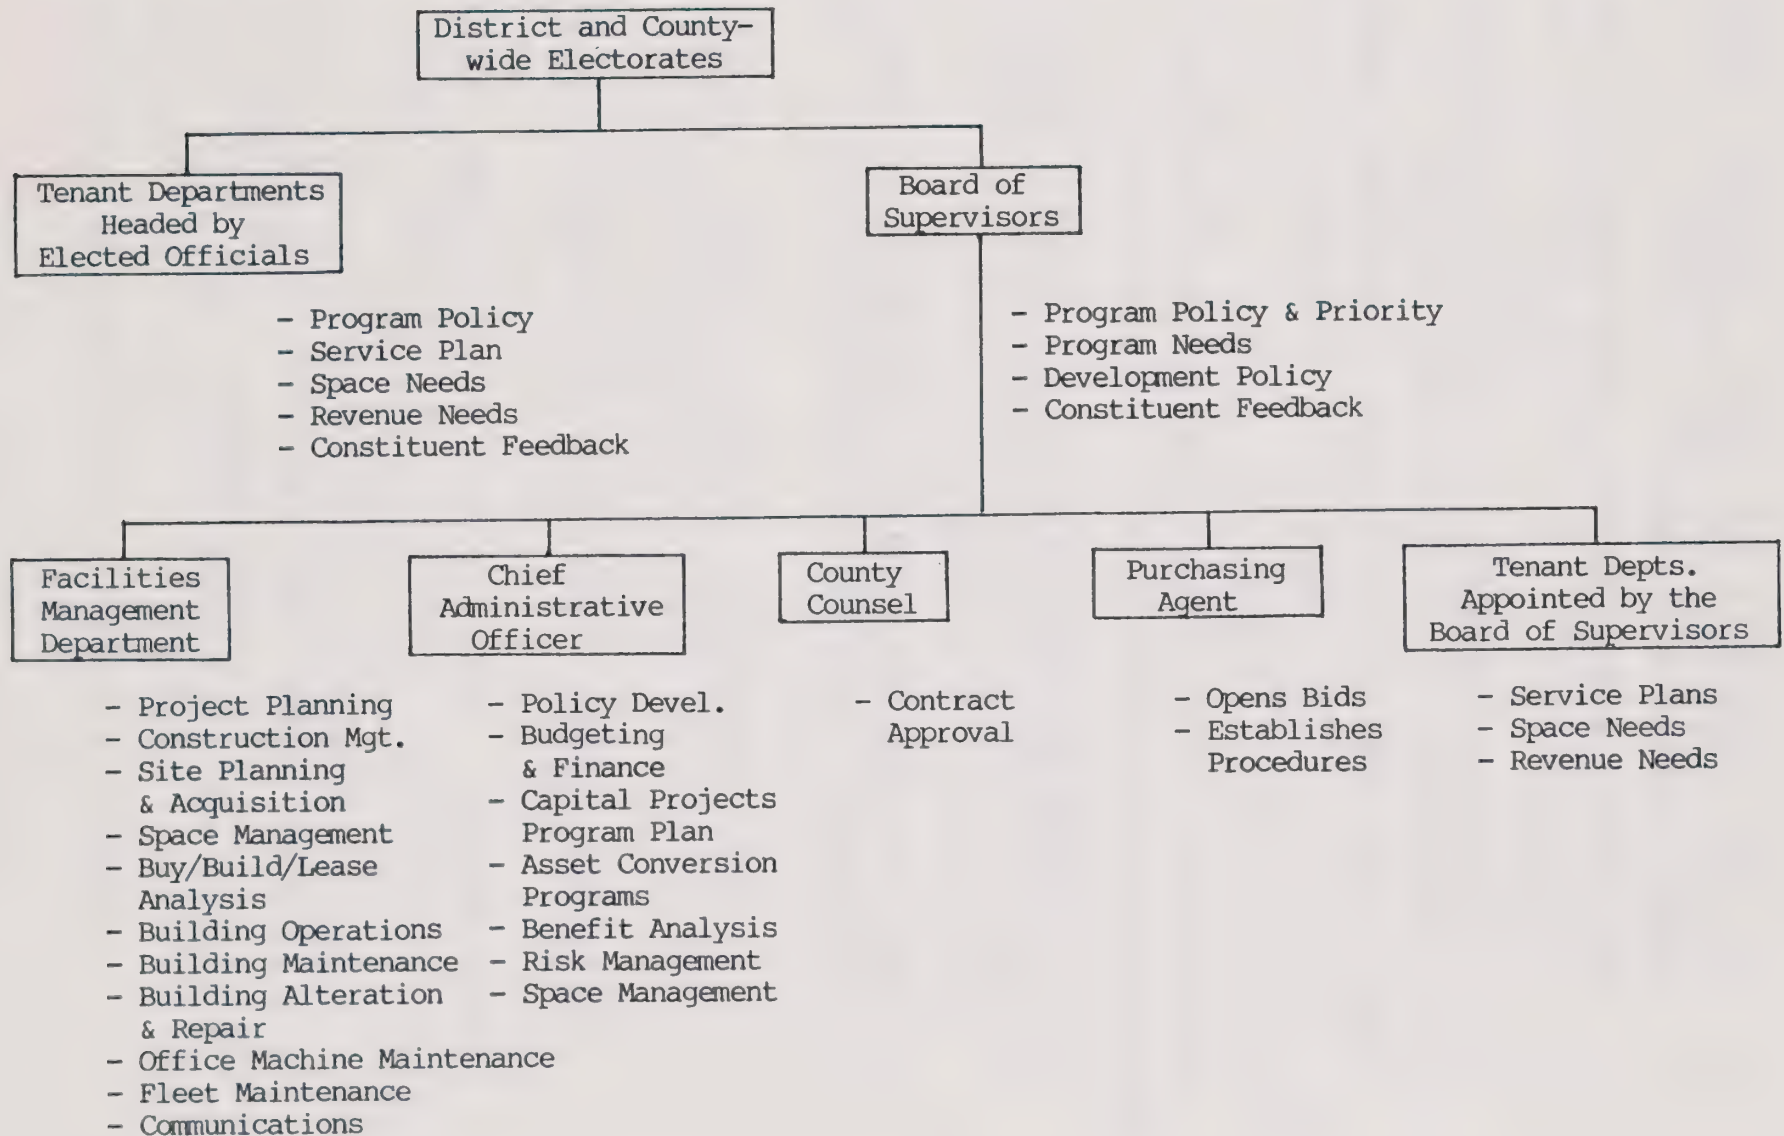 District and County-
wide Electorates
Tenant Departments
Headed by
Elected Officials
Board of
Supervisors
- Program Policy
- Service Plan
- Space Needs
- Revenue Needs
- Constituent Feedback
- Program Policy & Priority
- Program Needs
- Development Policy
- Constituent Feedback
Facilities
Management
Department
Chief
Administrative
Officer
County
Counsel
Purchasing
Agent
Tenant Depts.
Appointed by the
Board of Supervisors
- Project Planning
- Construction Mgt.
- Site Planning
& Acquisition
- Space Management
- Buy/Build/Lease
Analysis
- Building Operations
- Building Maintenance
- Building Alteration
& Repair
- Office Machine Maintenance
- Fleet Maintenance
- Communications
- Policy Devel.
- Budgeting
& Finance
- Capital Projects
Program Plan
- Asset Conversion
Programs
- Benefit Analysis
- Risk Management
- Space Management
- Contract
Approval
- Opens Bids
- Establishes
Procedures
- Service Plans
- Space Needs
- Revenue Needs